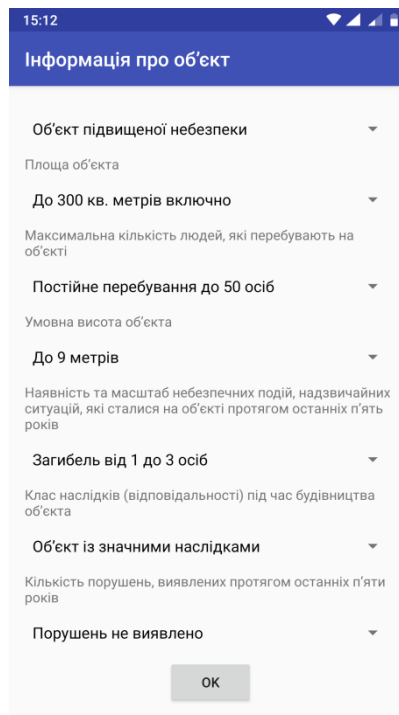 15:12
Інформація про об’єкт
Об’єкт підвищеної небезпеки
Площа об’єкта
До 300 кв. метрів включно
Максимальна кількість людей, які перебувають на
об’єкті
Постійне перебування до 50 осіб
Умовна висота об’єкта
До 9 метрів
Наявність та масштаб небезпечних подій, надзвичайних
ситуацій, які сталися на об’єкті протягом останніх п’ять
років
Загибель від 1 до 3 осіб
Клас наслідків (відповідальності) під час будівництва
об’єкта
Об’єкт із значними наслідками
Кількість порушень, виявлених протягом останніх п’яти
років
Порушень не виявлено
ОК